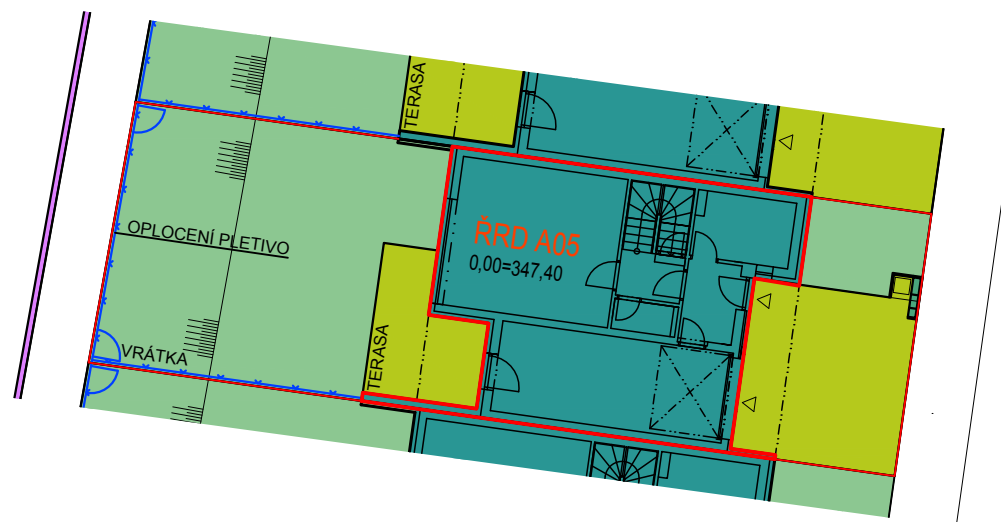 TERASA
OPLOCENÍ PLETIVO
ŘRD A05
0,00=347,40
VRÁTKA
TERASA